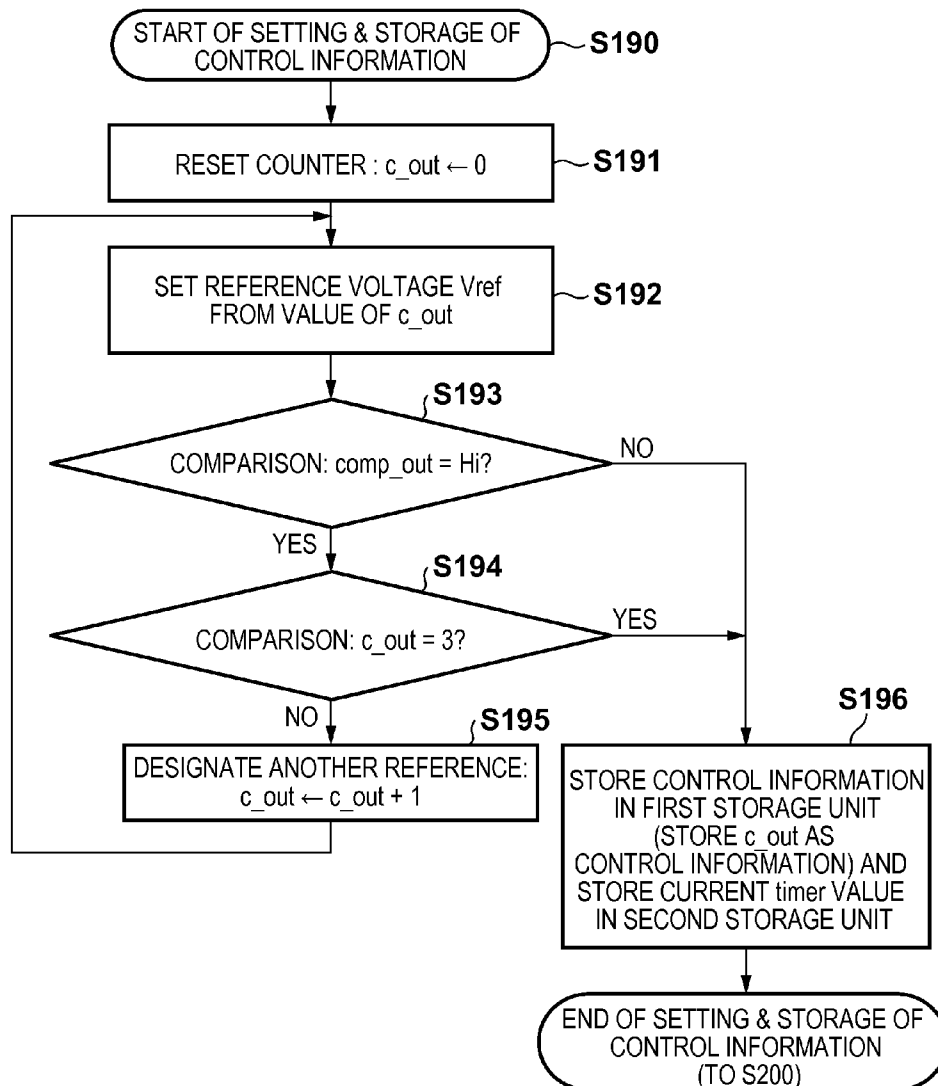 START OF SETTING & STORAGE OF
CONTROL INFORMATION
S190
RESET COUNTER : c_out ← 0
S191
SET REFERENCE VOLTAGE Vref
FROM VALUE OF c_out
S192
S193
COMPARISON: comp_out = Hi?
NO
YES
S194
COMPARISON: c_out = 3?
YES
NO
S195
DESIGNATE ANOTHER REFERENCE:
c_out ← c_out + 1
S196
STORE CONTROL INFORMATION
IN FIRST STORAGE UNIT
(STORE c_out AS
CONTROL INFORMATION) AND
STORE CURRENT timer VALUE
IN SECOND STORAGE UNIT
END OF SETTING & STORAGE OF
CONTROL INFORMATION
(TO S200)